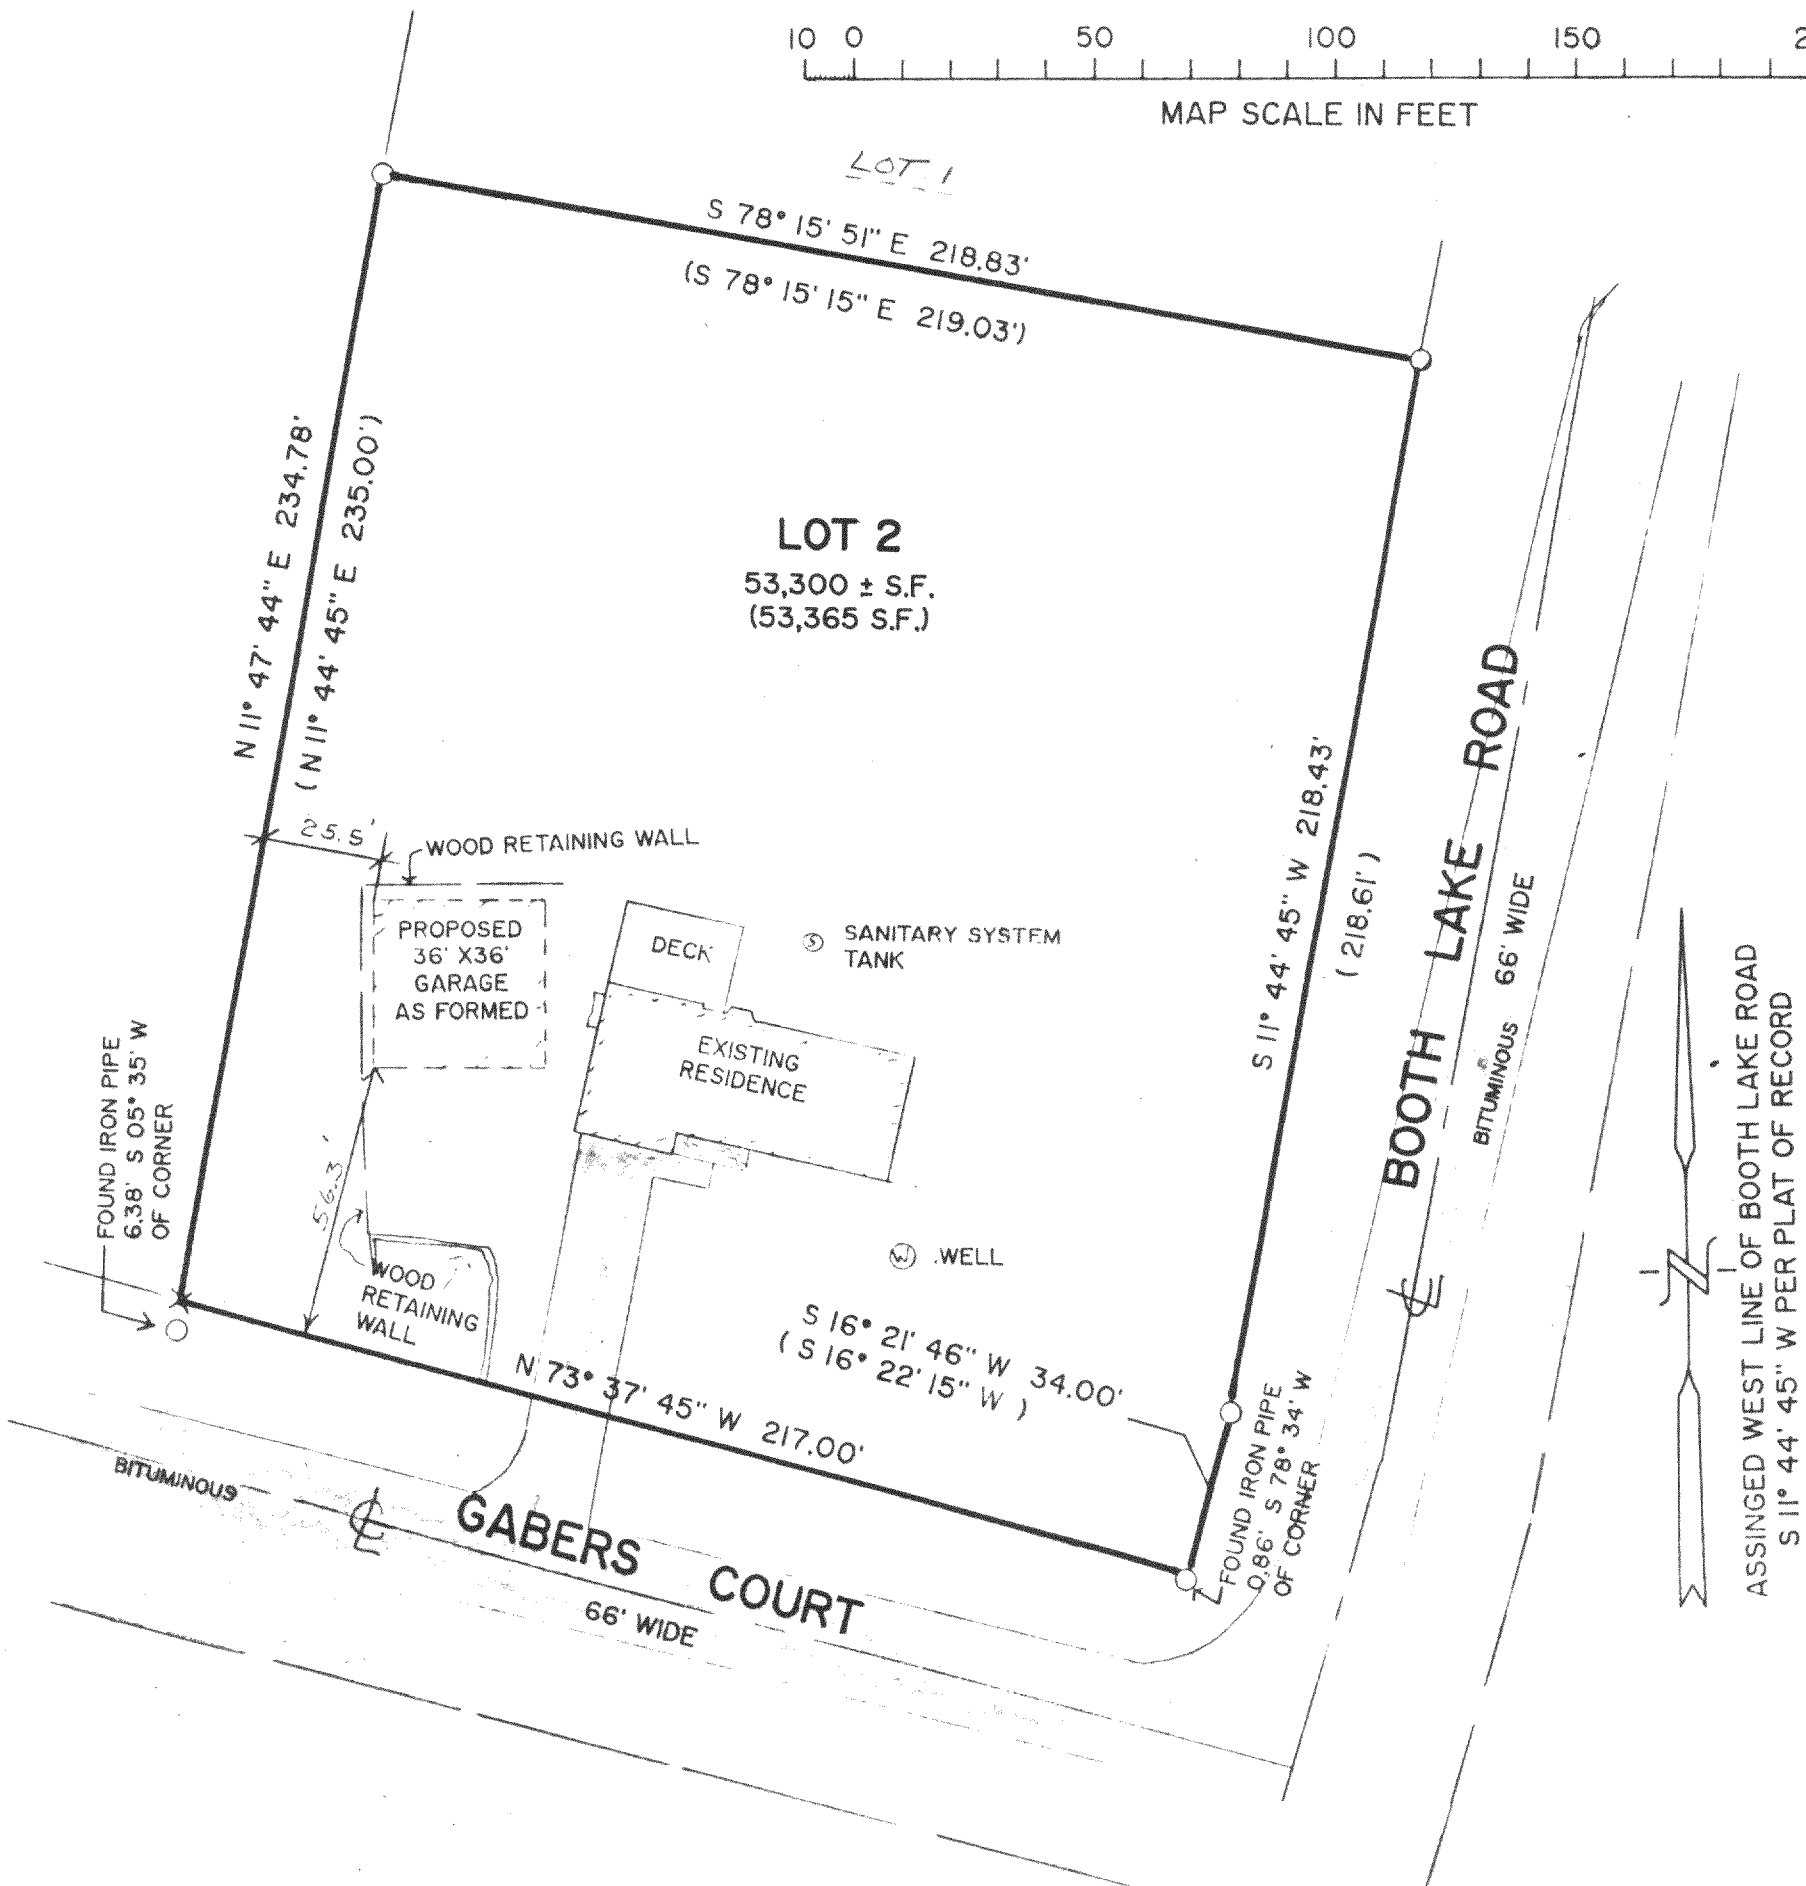 10 0 50 100 150 2
MAP SCALE IN FEET
LOT 1
S 78° 15' 51" E 218.83'
(S 78° 15' 15" E 219.03')
N 11° 47' 44" E 234.78'
(N 11° 44' 45" E 235.00')
LOT 2
53,300 ± S.F.
(53,365 S.F.)
25.5'
WOOD RETAINING WALL
PROPOSED
36' X36'
GARAGE
AS FORMED
DECK
S
SANITARY SYSTEM
TANK
EXISTING
RESIDENCE
S 11° 44' 45" W 218.43'
(218.61')
BOOTH LAKE ROAD
BITUMINOUS 66' WIDE
FOUND IRON PIPE
6.38' S 05° 35' W
OF CORNER
56.3'
WOOD
RETAINING
WALL
W
.WELL
S 16° 21' 46" W 34.00'
(S 16° 22' 15" W)
N 73° 37' 45" W 217.00'
FOUND IRON PIPE
0.86' S 78° 34' W
OF CORNER
BITUMINOUS
GABERS COURT
66' WIDE
N
ASSINGED WEST LINE OF BOOTH LAKE ROAD
S 11° 44' 45" W PER PLAT OF RECORD